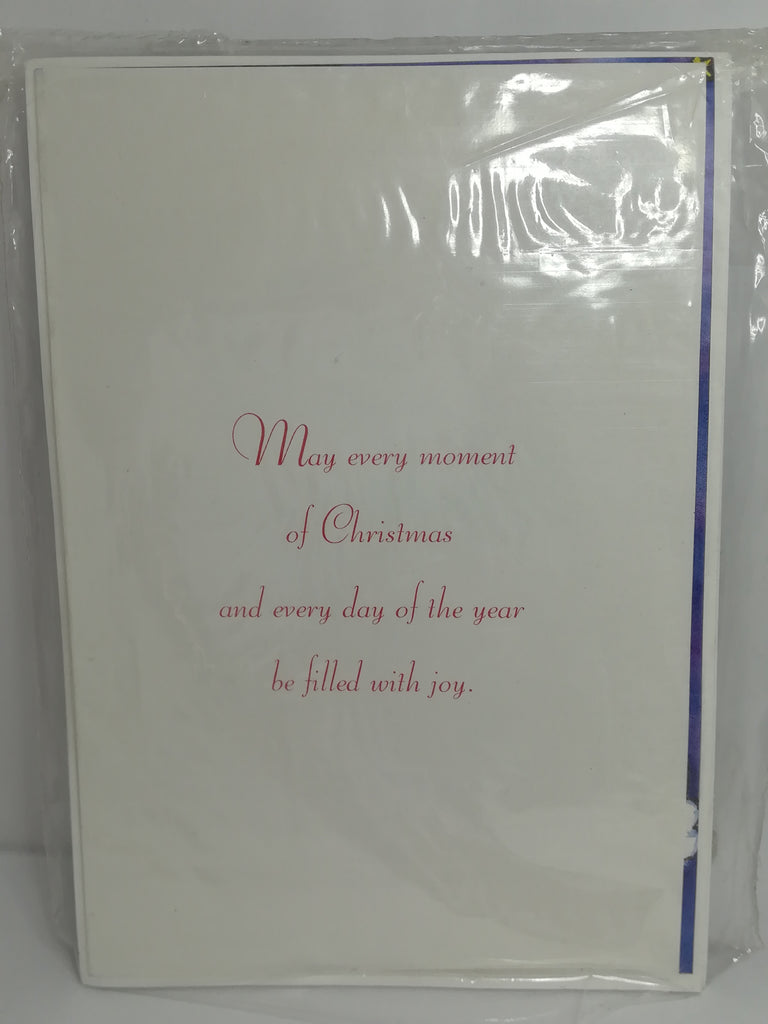 May every moment
of Christmas
and every day of the year
be filled with joy.